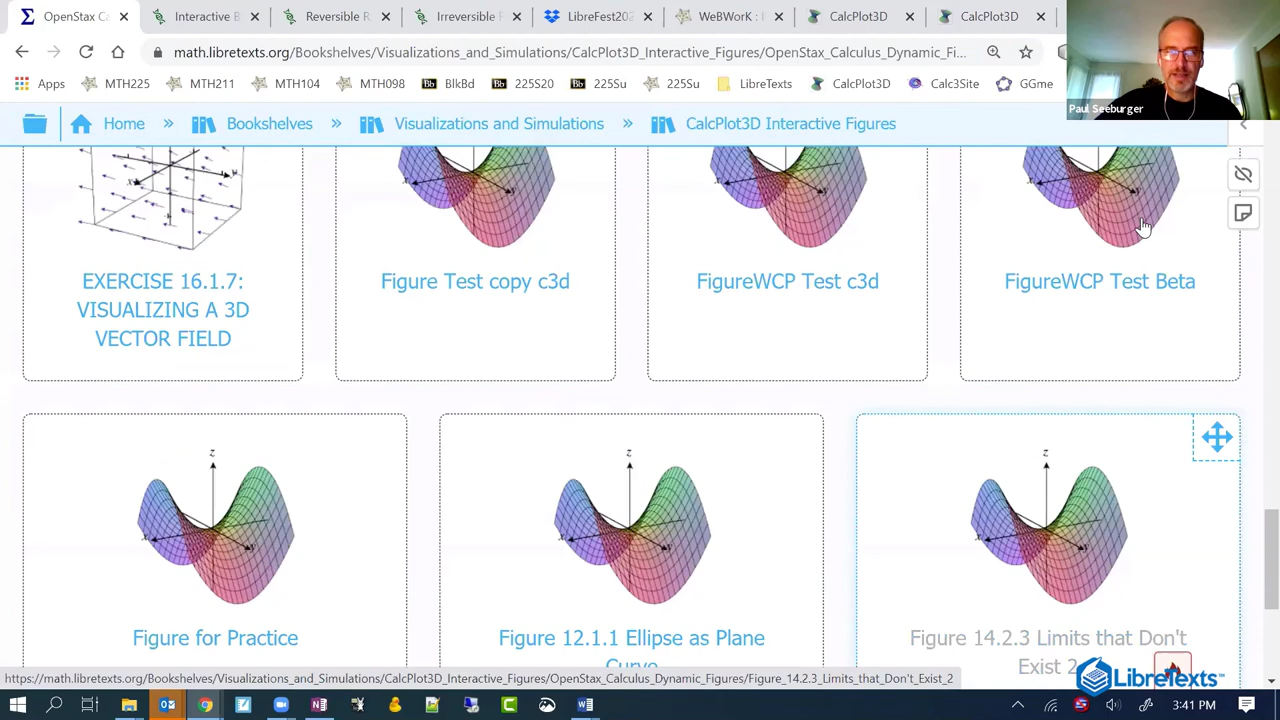 OpenStax Ca
Interactive B
Reversible R
Irreversible F
LibreFest202
WeBWorK :
CalcPlot3D
CalcPlot3D
math.libretexts.org/Bookshelves/Visualizations_and_Simulations/CalcPlot3D_Interactive_Figures/OpenStax_Calculus_Dynamic_Fi...
Apps
MTH225
MTH211
MTH104
MTH098
BlkBd
225S20
225Su
225Su
LibreTexts
CalcPlot3D
Calc3Site
GGme
Paul Seeburger
Home » Bookshelves » Visualizations and Simulations » CalcPlot3D Interactive Figures
EXERCISE 16.1.7:
VISUALIZING A 3D
VECTOR FIELD
Figure Test copy c3d
FigureWCP Test c3d
FigureWCP Test Beta
Figure for Practice
Figure 12.1.1 Ellipse as Plane
Curve
Figure 14.2.3 Limits that Don't
Exist 2
https://math.libretexts.org/Bookshelves/Visualizations_and_Simulations/CalcPlot3D_Interactive_Figures/OpenStax_Calculus_Dynamic_Figures/Figure_14.2.3_Limits_that_Don't_Exist_2
LibreTexts™
3:41 PM